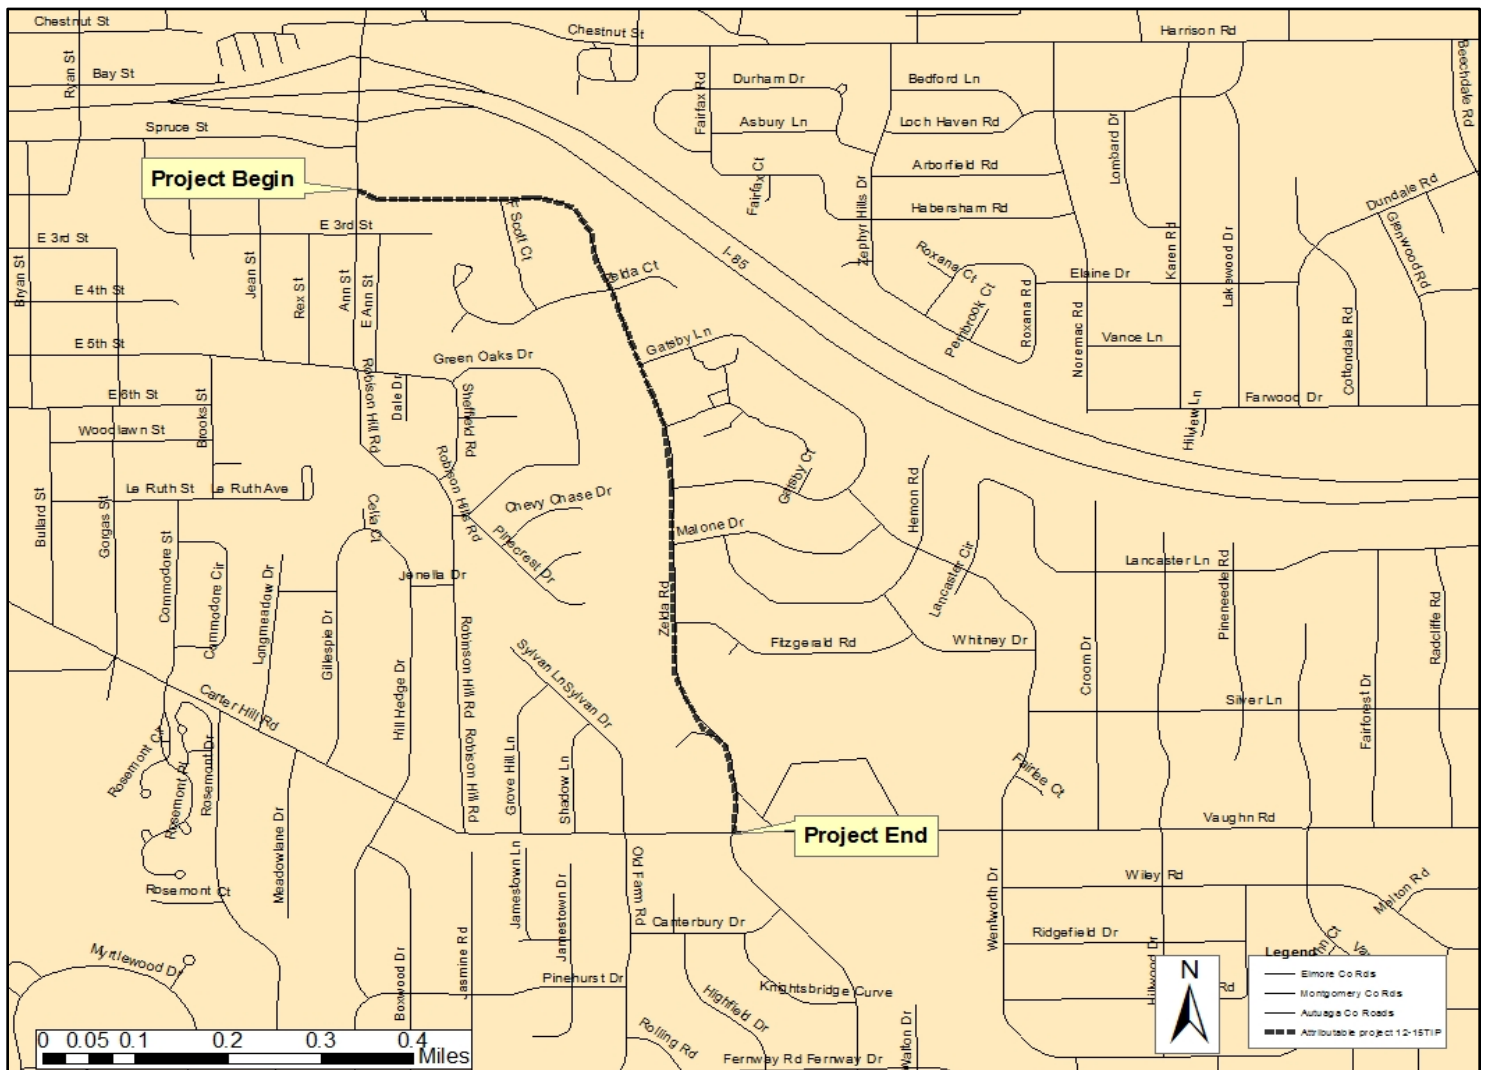 Chestnut St
Chestnut St
Harrison Rd
Ryan St
Bay St
Fairfax Rd
Durham Dr
Bedford Ln
Beechdale Rd
Spruce St
Asbury Ln
Loch Haven Rd
Lombard Dr
Project Begin
Fairfax Ct
Arborfield Rd
Zephyr Hills Dr
Habersham Rd
Dundale Rd
Glenwood Rd
E 3rd St
E 3rd St
F Scott Ct
I-85
Roxana Ct
Karen Rd
Lakewood Dr
Bryan St
Jean St
Rex St
Ann St
E Ann St
Zelda Ct
Elaine Dr
E 4th St
Pembrook Ct
Roxana Rd
Noremac Rd
Cottondale Rd
E 5th St
Green Oaks Dr
Gatsby Ln
Vance Ln
Robison Hill Rd
Dale Dr
Sheffield Rd
E 6th St
Brooks St
Farwood Dr
Hilview Ln
Woodlawn St
Robison Hills Rd
Gatsby Ct
Le Ruth St
Le Ruth Ave
Chevy Chase Dr
Hernon Rd
Bullard St
Gorgas St
Commodore St
Celia Ct
Pinecrest Dr
Malone Dr
Commodore Cir
Longmeadow Dr
Jenella Dr
Lancaster Cir
Lancaster Ln
Pineneedle Rd
Radcliffe Rd
Gillespie Dr
Zelda Rd
Fitzgerald Rd
Whitney Dr
Croom Dr
Robinson Hill Rd
Sylvan Ln
Sylvan Dr
Carter Hill Rd
Hill Hedge Dr
Silver Ln
Fairforest Dr
Rosemont Cir
Rosemont Pl
Rosemont Dr
Robison Hill Rd
Grove Hill Ln
Shadow Ln
Fairlee Ct
Meadowlane Dr
Project End
Vaughn Rd
Rosemont Ct
Jamestown Ln
Jamestown Dr
Old Farm Rd
Wentworth Dr
Wiley Rd
Melton Rd
Canterbury Dr
Ridgefield Dr
Myrtlewood Dr
Boxwood Dr
Jasmine Rd
Pinehurst Dr
Highfield Dr
Knightsbridge Curve
Hillwood Dr
Rd
Rolling Rd
Fernway Rd
Fernway Dr
Walton Dr
N
Legend
Elmore Co Rds
Montgomery Co Rds
Autuaga Co Roads
Attributable project 12-15TIP
0 0.05 0.1 0.2 0.3 0.4
Miles